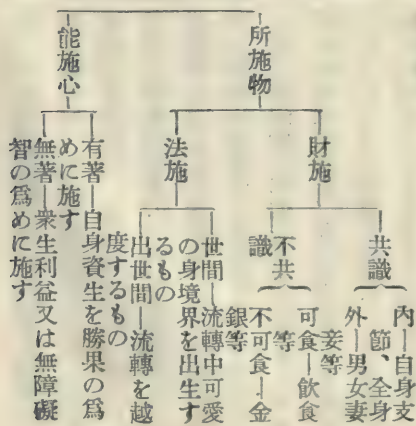 所施物
財施
共識
内―自身支
節、全身
外―男女妻
妾等
不共
識
可食―飲食
等
不可食―金
銀等
法施
世間―流轉中可愛
の身境界を出生す
るもの
出世間―流轉を越
度するもの
能施心
有著―自身資生を勝果の爲
めに施す
無著―衆生利益又は無障礙
智の爲めに施す